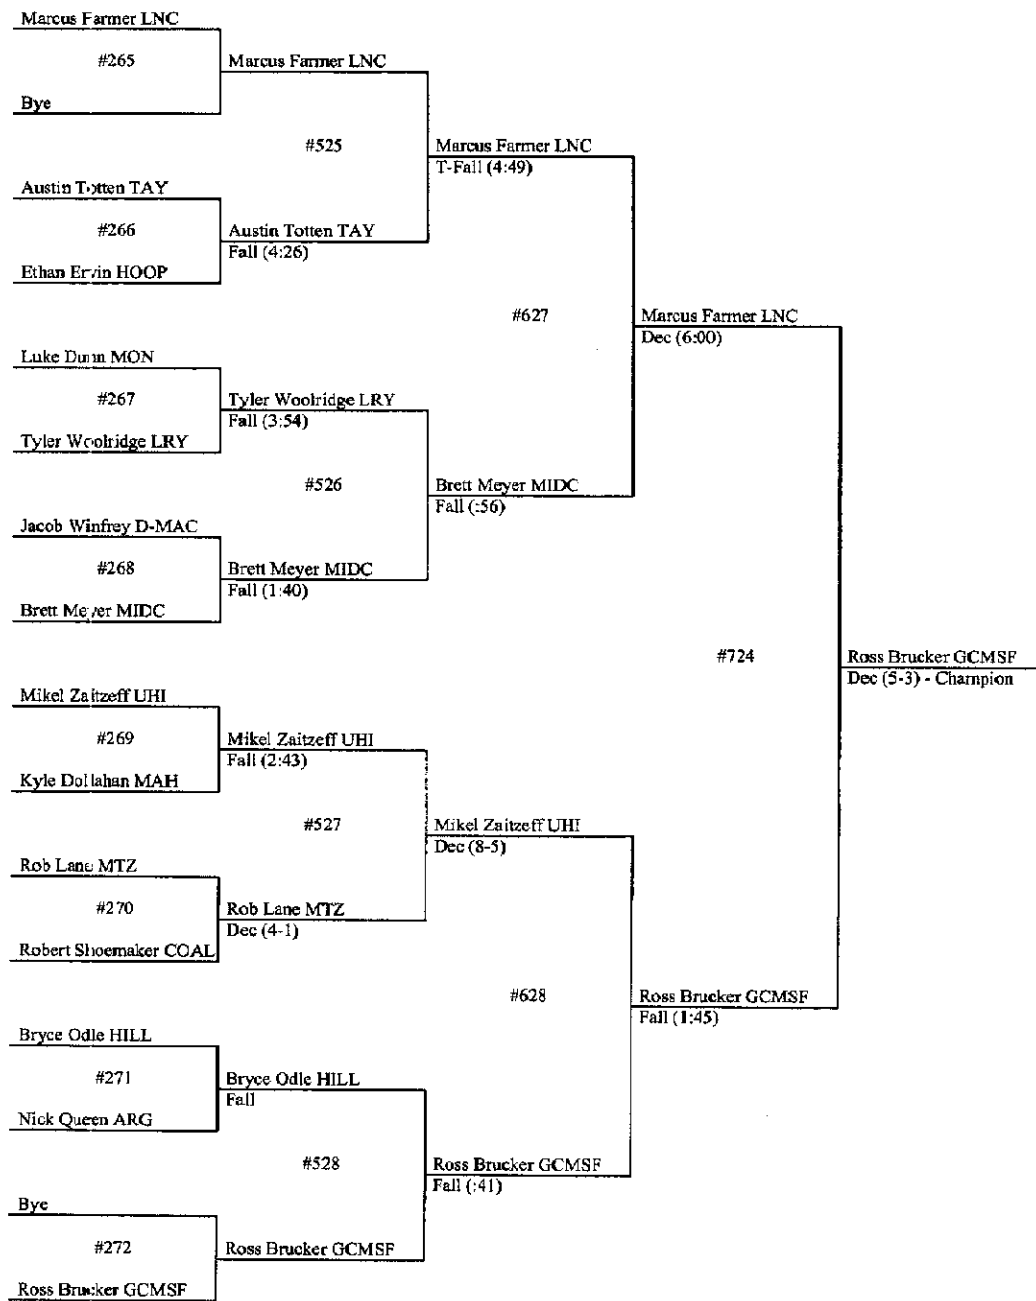 Marcus Farmer LNC
#265
Marcus Farmer LNC
Bye
#525
Marcus Farmer LNC
T-Fall (4:49)
Austin Totten TAY
#266
Austin Totten TAY
Fall (4:26)
Ethan Ervin HOOP
#627
Marcus Farmer LNC
Dec (6:00)
Luke Dunn MON
#267
Tyler Woolridge LRY
Fall (3:54)
Tyler Woolridge LRY
#526
Brett Meyer MIDC
Fall (:56)
Jacob Winfrey D-MAC
#268
Brett Meyer MIDC
Fall (1:40)
Brett Meyer MIDC
#724
Ross Brucker GCMSF
Dec (5-3) - Champion
Mikel Zaitzeff UHI
#269
Mikel Zaitzeff UHI
Fall (2:43)
Kyle Dollahan MAH
#527
Mikel Zaitzeff UHI
Dec (8-5)
Rob Lane MTZ
#270
Rob Lane MTZ
Dec (4-1)
Robert Shoemaker COAL
#628
Ross Brucker GCMSF
Fall (1:45)
Bryce Odle HILL
#271
Bryce Odle HILL
Fall
Nick Queen ARG
#528
Ross Brucker GCMSF
Fall (:41)
Bye
#272
Ross Brucker GCMSF
Ross Brucker GCMSF